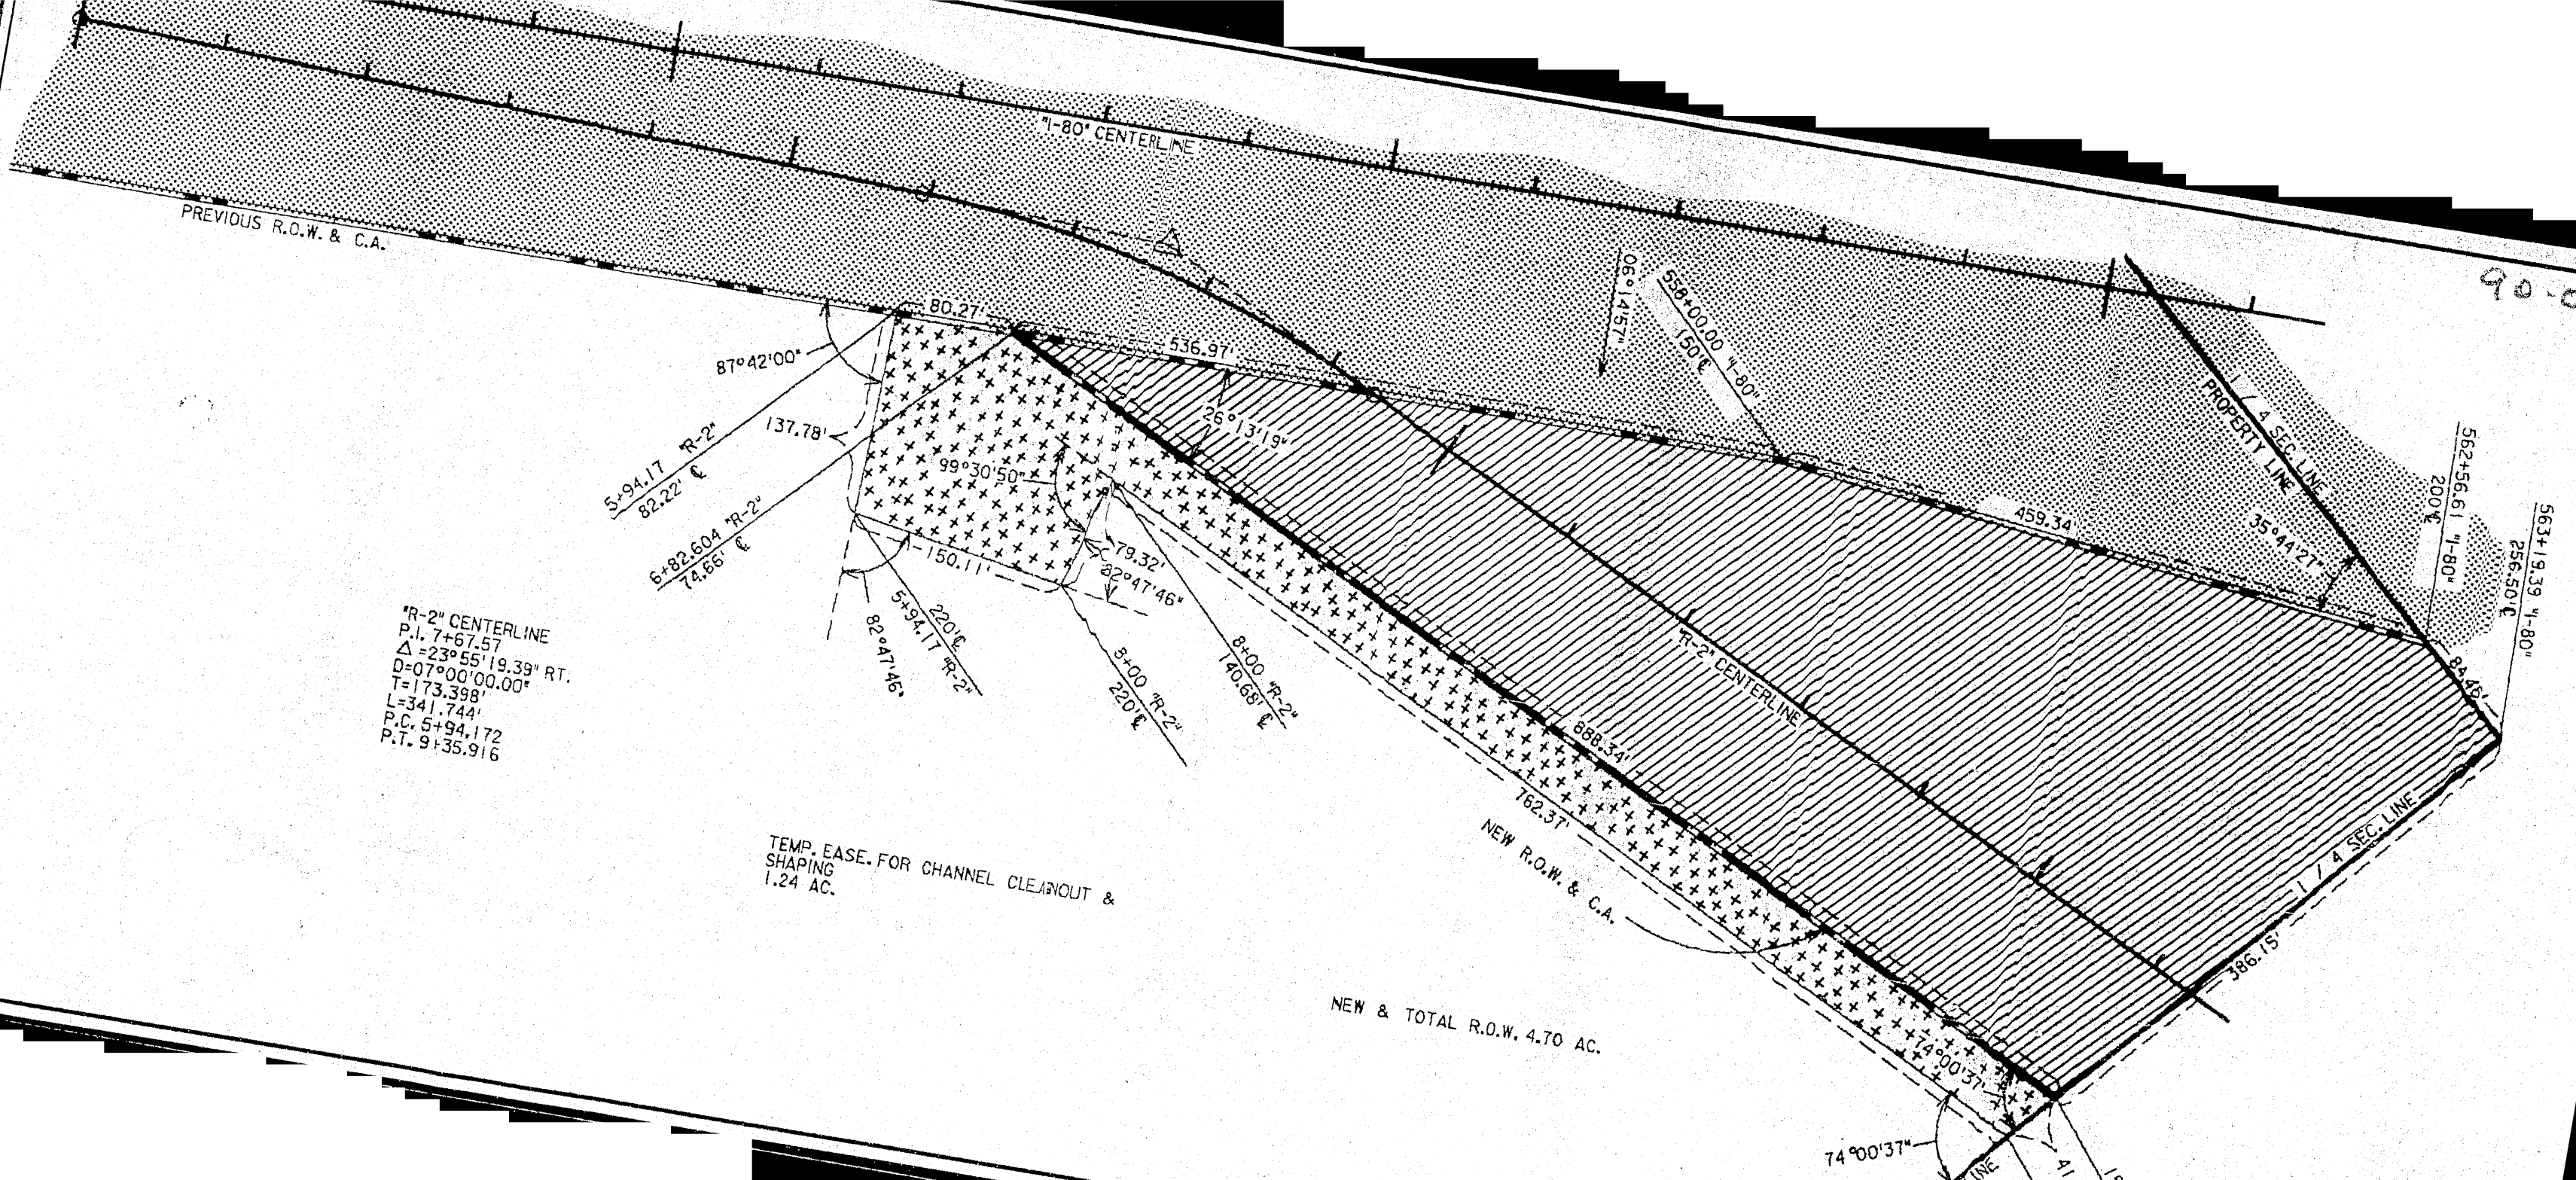 "I-80" CENTERLINE
PREVIOUS R.O.W. & C.A.
90-
80.27'
536.97'
87°42'00"
137.78'
26°13'19"
99°30'50"
06°14'57"
558+00.00 "I-80"
150'℄
1/4 SEC. LINE
PROPERTY LINE
459.34'
35°44'27"
562+56.61 "I-80"
200'℄
563+19.39 "I-80"
256.50'℄
84.46'
5+94.17 "R-2"
82.22' ℄
6+82.604 "R-2"
74.66' ℄
150.11'
79.32'
82°47'46"
220'℄
5+94.17 "R-2"
82°47'46"
8+00 "R-2"
220'℄
8+00 "R-2"
140.68' ℄
"R-2" CENTERLINE
P.I. 7+67.57
△=23°55'19.39" RT.
D=07°00'00.00"
T=173.398'
L=341.744'
P.C. 5+94.172
P.T. 9+35.916
"R-2" CENTERLINE
888.34'
762.37'
NEW R.O.W. & C.A.
TEMP. EASE. FOR CHANNEL CLEANOUT &
SHAPING
1.24 AC.
NEW & TOTAL R.O.W. 4.70 AC.
1/4 SEC. LINE
386.15'
74°00'37"
74°00'37"
INE
41